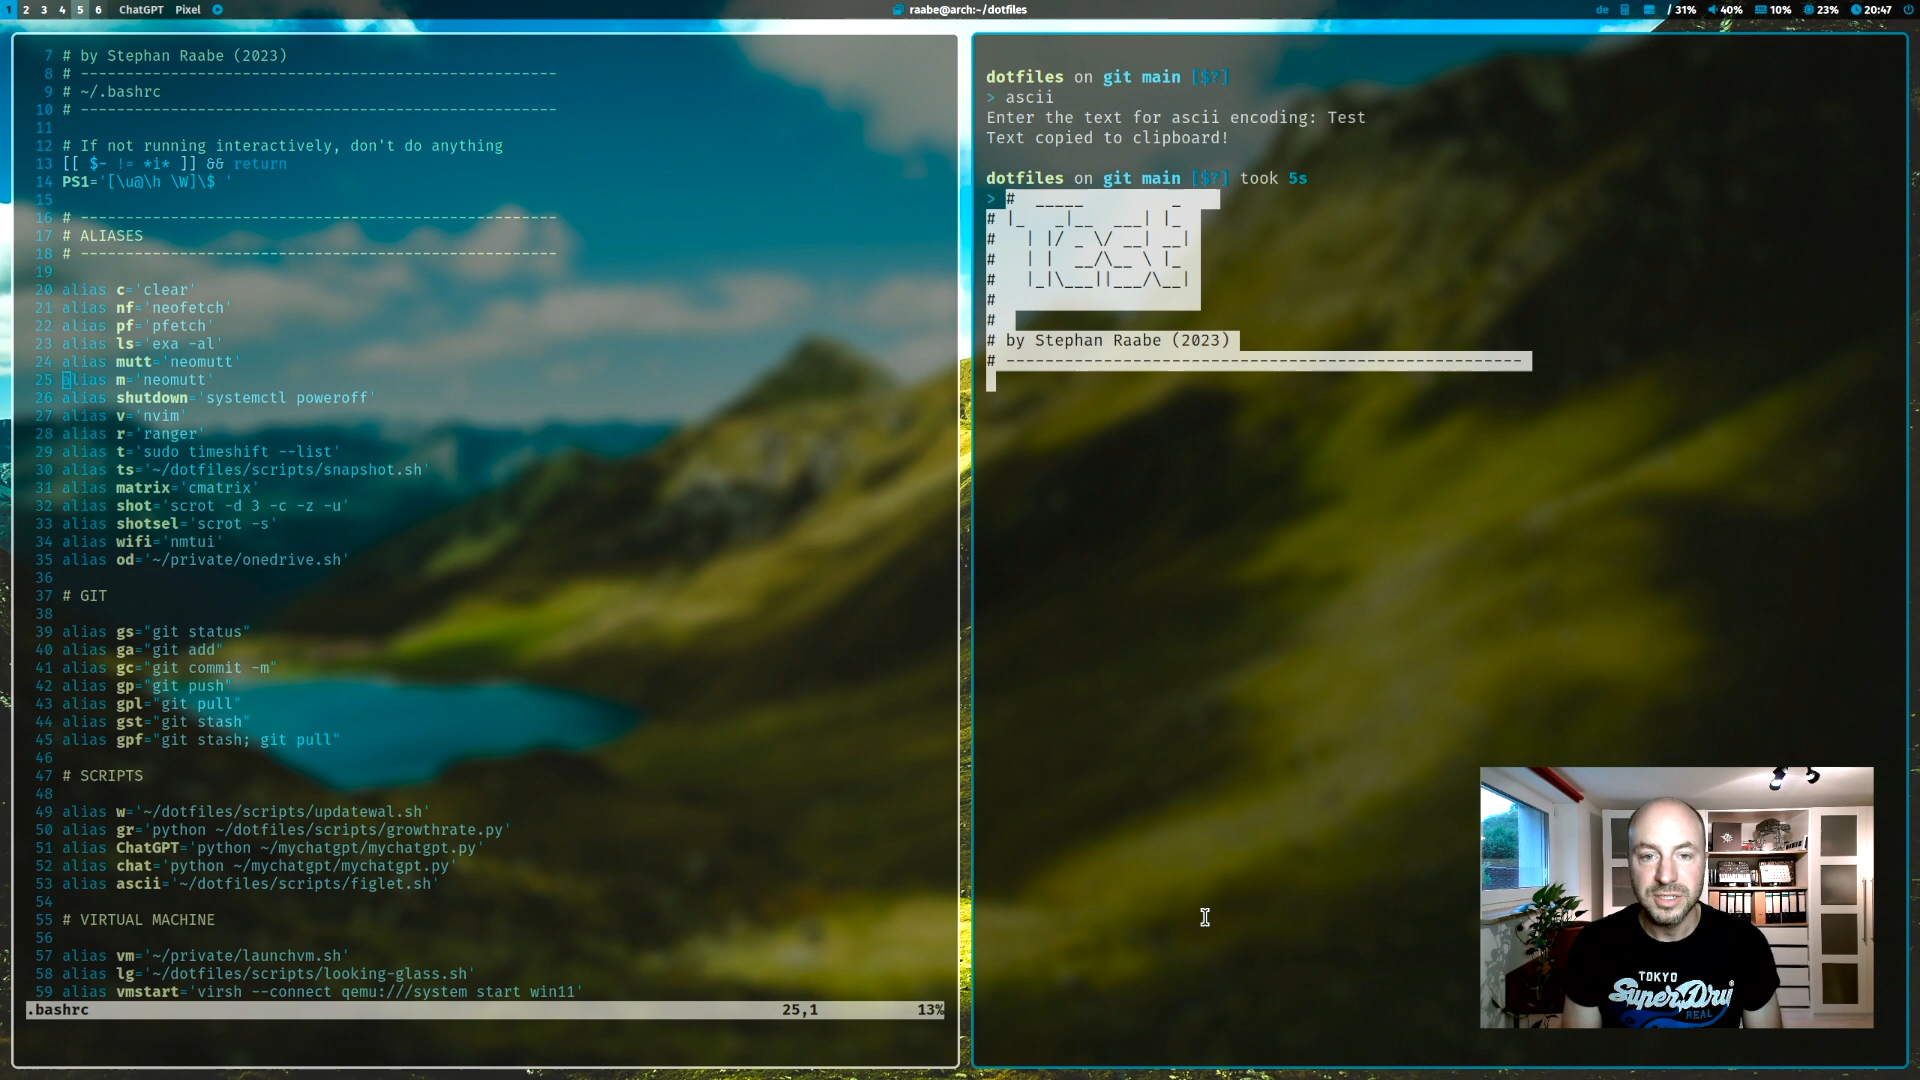 1 2 3 4 5 6 ChatGPT Pixel
raabe@arch:~/dotfiles
de / 31% 40% 10% 23% 20:47
7 # by Stephan Raabe (2023)
8 # -----------------------------------------------------
9 # ~/.bashrc
10 # -----------------------------------------------------
11
12 # If not running interactively, don't do anything
13 [[ $- != *i* ]] && return
14 PS1='[\u@\h \W]\$ '
15
16 # -----------------------------------------------------
17 # ALIASES
18 # -----------------------------------------------------
19
20 alias c='clear'
21 alias nf='neofetch'
22 alias pf='pfetch'
23 alias ls='exa -al'
24 alias mutt='neomutt'
25 alias m='neomutt'
26 alias shutdown='systemctl poweroff'
27 alias v='nvim'
28 alias r='ranger'
29 alias t='sudo timeshift --list'
30 alias ts='~/dotfiles/scripts/snapshot.sh'
31 alias matrix='cmatrix'
32 alias shot='scrot -d 3 -c -z -u'
33 alias shotsel='scrot -s'
34 alias wifi='nmtui'
35 alias od='~/private/onedrive.sh'
36
37 # GIT
38
39 alias gs="git status"
40 alias ga="git add"
41 alias gc="git commit -m"
42 alias gp="git push"
43 alias gpl="git pull"
44 alias gst="git stash"
45 alias gpf="git stash; git pull"
46
47 # SCRIPTS
48
49 alias w='~/dotfiles/scripts/updatewal.sh'
50 alias gr='python ~/dotfiles/scripts/growthrate.py'
51 alias ChatGPT='python ~/mychatgpt/mychatgpt.py'
52 alias chat='python ~/mychatgpt/mychatgpt.py'
53 alias ascii='~/dotfiles/scripts/figlet.sh'
54
55 # VIRTUAL MACHINE
56
57 alias vm='~/private/launchvm.sh'
58 alias lg='~/dotfiles/scripts/looking-glass.sh'
59 alias vmstart='virsh --connect qemu:///system start win11'
.bashrc 25,1 13%
dotfiles on git main [$?]
> ascii
Enter the text for ascii encoding: Test
Text copied to clipboard!
dotfiles on git main [$?] took 5s
> #   _____         _
# |_   _|__  ___| |_
#   | |/ _ \/ __| __|
#   | |  __/\__ \ |_
#   |_|\___||___/\__|
#
#
# by Stephan Raabe (2023)
# -----------------------------------------------------
TOKYO
SuperDry
REAL